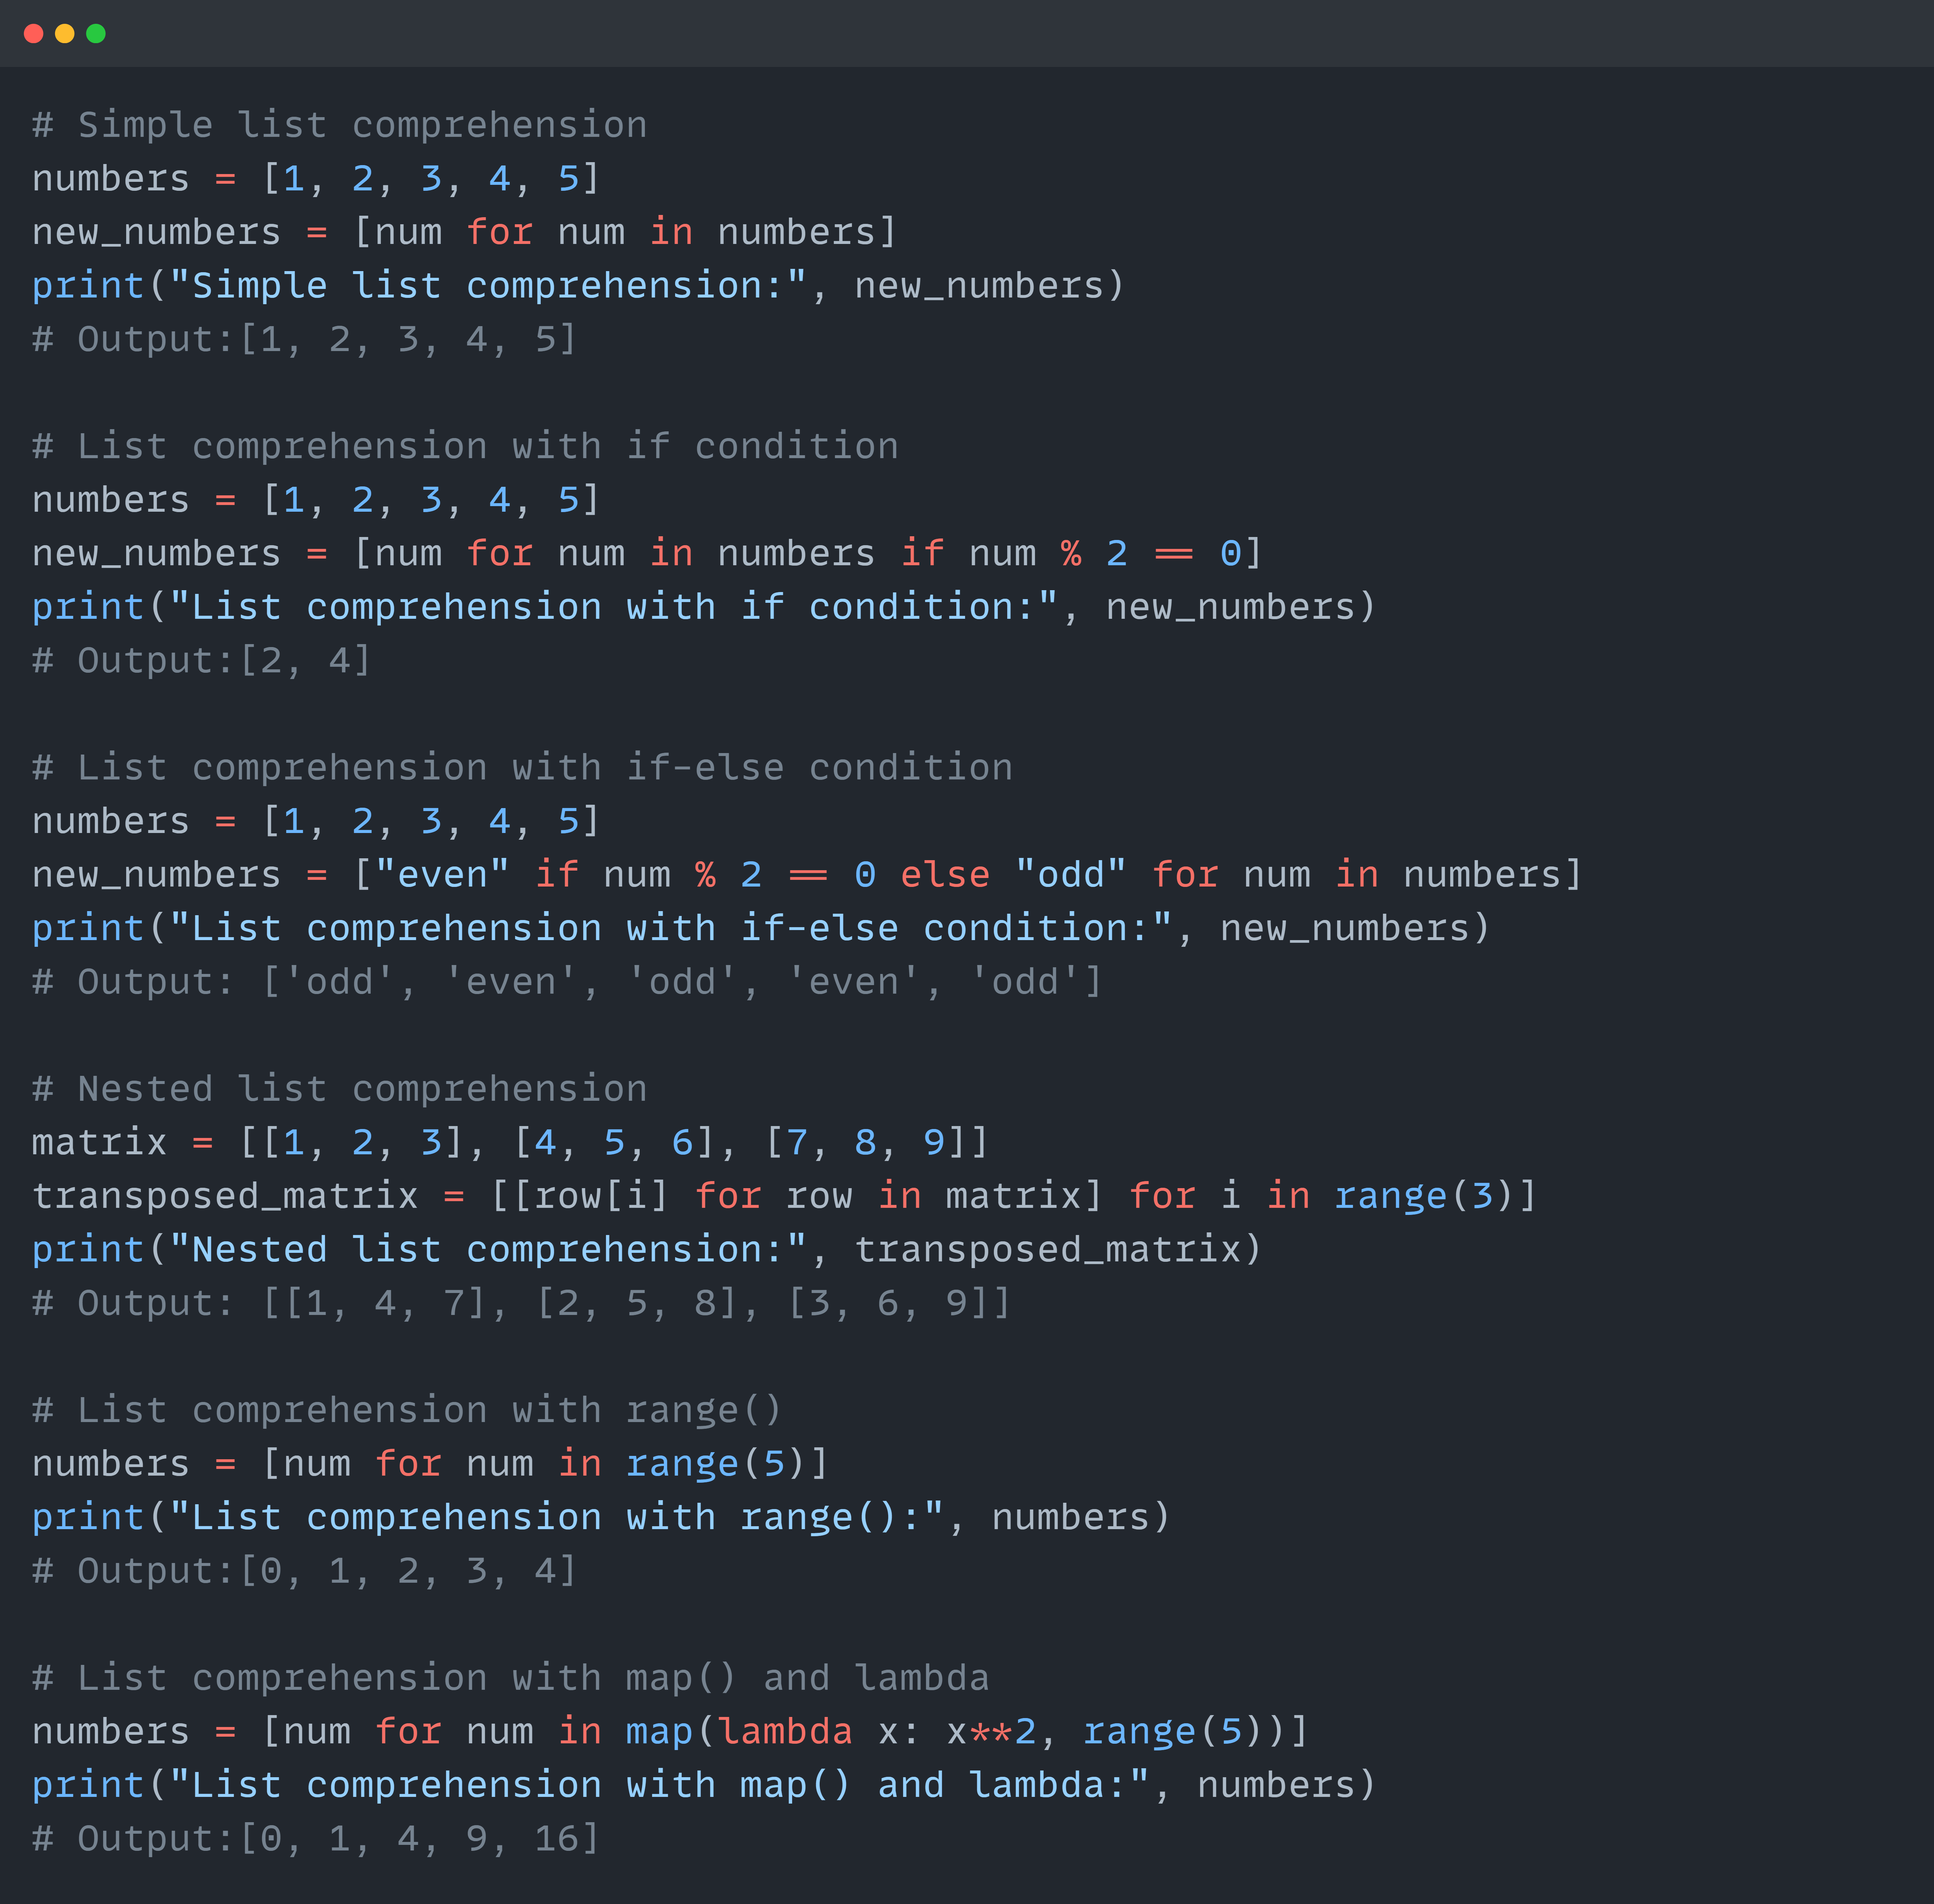 # Simple list comprehension
numbers = [1, 2, 3, 4, 5]
new_numbers = [num for num in numbers]
print("Simple list comprehension:", new_numbers)
# Output:[1, 2, 3, 4, 5]

# List comprehension with if condition
numbers = [1, 2, 3, 4, 5]
new_numbers = [num for num in numbers if num % 2 == 0]
print("List comprehension with if condition:", new_numbers)
# Output:[2, 4]

# List comprehension with if-else condition
numbers = [1, 2, 3, 4, 5]
new_numbers = ["even" if num % 2 == 0 else "odd" for num in numbers]
print("List comprehension with if-else condition:", new_numbers)
# Output: ['odd', 'even', 'odd', 'even', 'odd']

# Nested list comprehension
matrix = [[1, 2, 3], [4, 5, 6], [7, 8, 9]]
transposed_matrix = [[row[i] for row in matrix] for i in range(3)]
print("Nested list comprehension:", transposed_matrix)
# Output: [[1, 4, 7], [2, 5, 8], [3, 6, 9]]

# List comprehension with range()
numbers = [num for num in range(5)]
print("List comprehension with range():", numbers)
# Output:[0, 1, 2, 3, 4]

# List comprehension with map() and lambda
numbers = [num for num in map(lambda x: x**2, range(5))]
print("List comprehension with map() and lambda:", numbers)
# Output:[0, 1, 4, 9, 16]